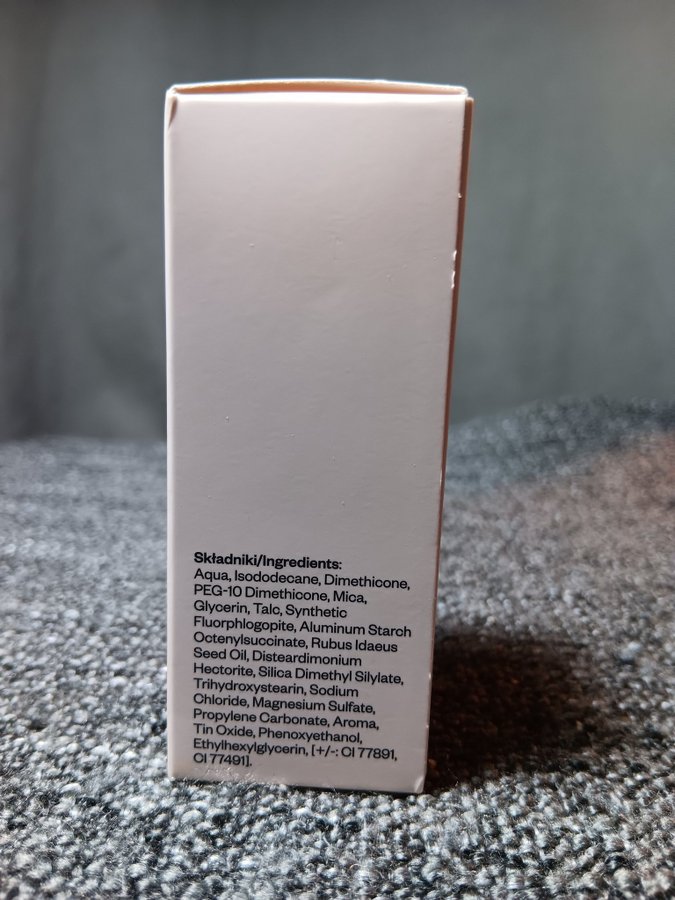 Składniki/Ingredients:
Aqua, Isododecane, Dimethicone,
PEG-10 Dimethicone, Mica,
Glycerin, Talc, Synthetic
Fluorphlogopite, Aluminum Starch
Octenylsuccinate, Rubus Idaeus
Seed Oil, Disteardimonium
Hectorite, Silica Dimethyl Silylate,
Trihydroxystearin, Sodium
Chloride, Magnesium Sulfate,
Propylene Carbonate, Aroma,
Tin Oxide, Phenoxyethanol,
Ethylhexylglycerin, [+/-: CI 77891,
CI 77491].